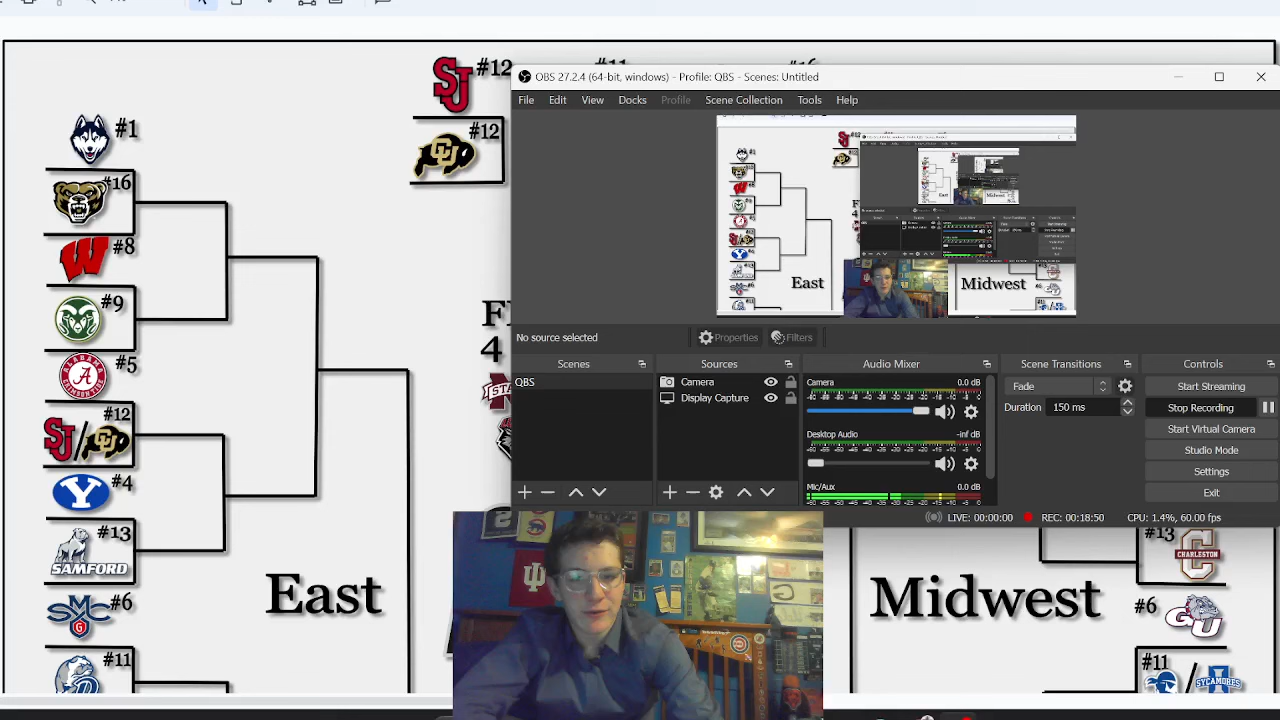 #12
#12
#1
#16
#8
#9
#5
#12
#4
#13
SAMFORD
#6
#11
East
4
OBS 27.2.4 (64-bit, windows) - Profile: QBS - Scenes: Untitled
File Edit View Docks Profile Scene Collection Tools Help
East
Midwest
No source selected
Properties
Filters
Scenes
QBS
Sources
Camera
Display Capture
Audio Mixer
Camera 0.0 dB
Desktop Audio -inf dB
Mic/Aux 0.0 dB
Scene Transitions
Fade
Duration 150 ms
Controls
Start Streaming
Stop Recording
Start Virtual Camera
Studio Mode
Settings
Exit
LIVE: 00:00:00 REC: 00:18:50 CPU: 1.4%, 60.00 fps
#13
CHARLESTON
Midwest
#6
GU
#11
SYCAMORES